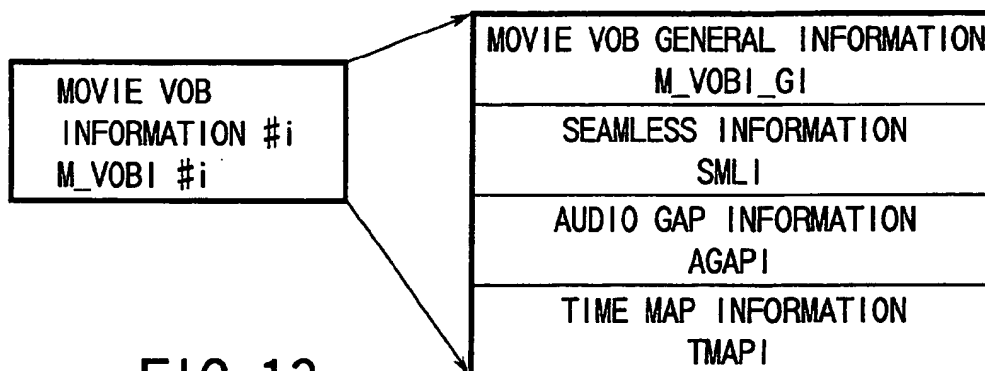 MOVIE VOB
INFORMATION #i
M_VOBI #i
MOVIE VOB GENERAL INFORMATION
M_VOBI_GI
SEAMLESS INFORMATION
SMLI
AUDIO GAP INFORMATION
AGAPI
TIME MAP INFORMATION
TMAPI